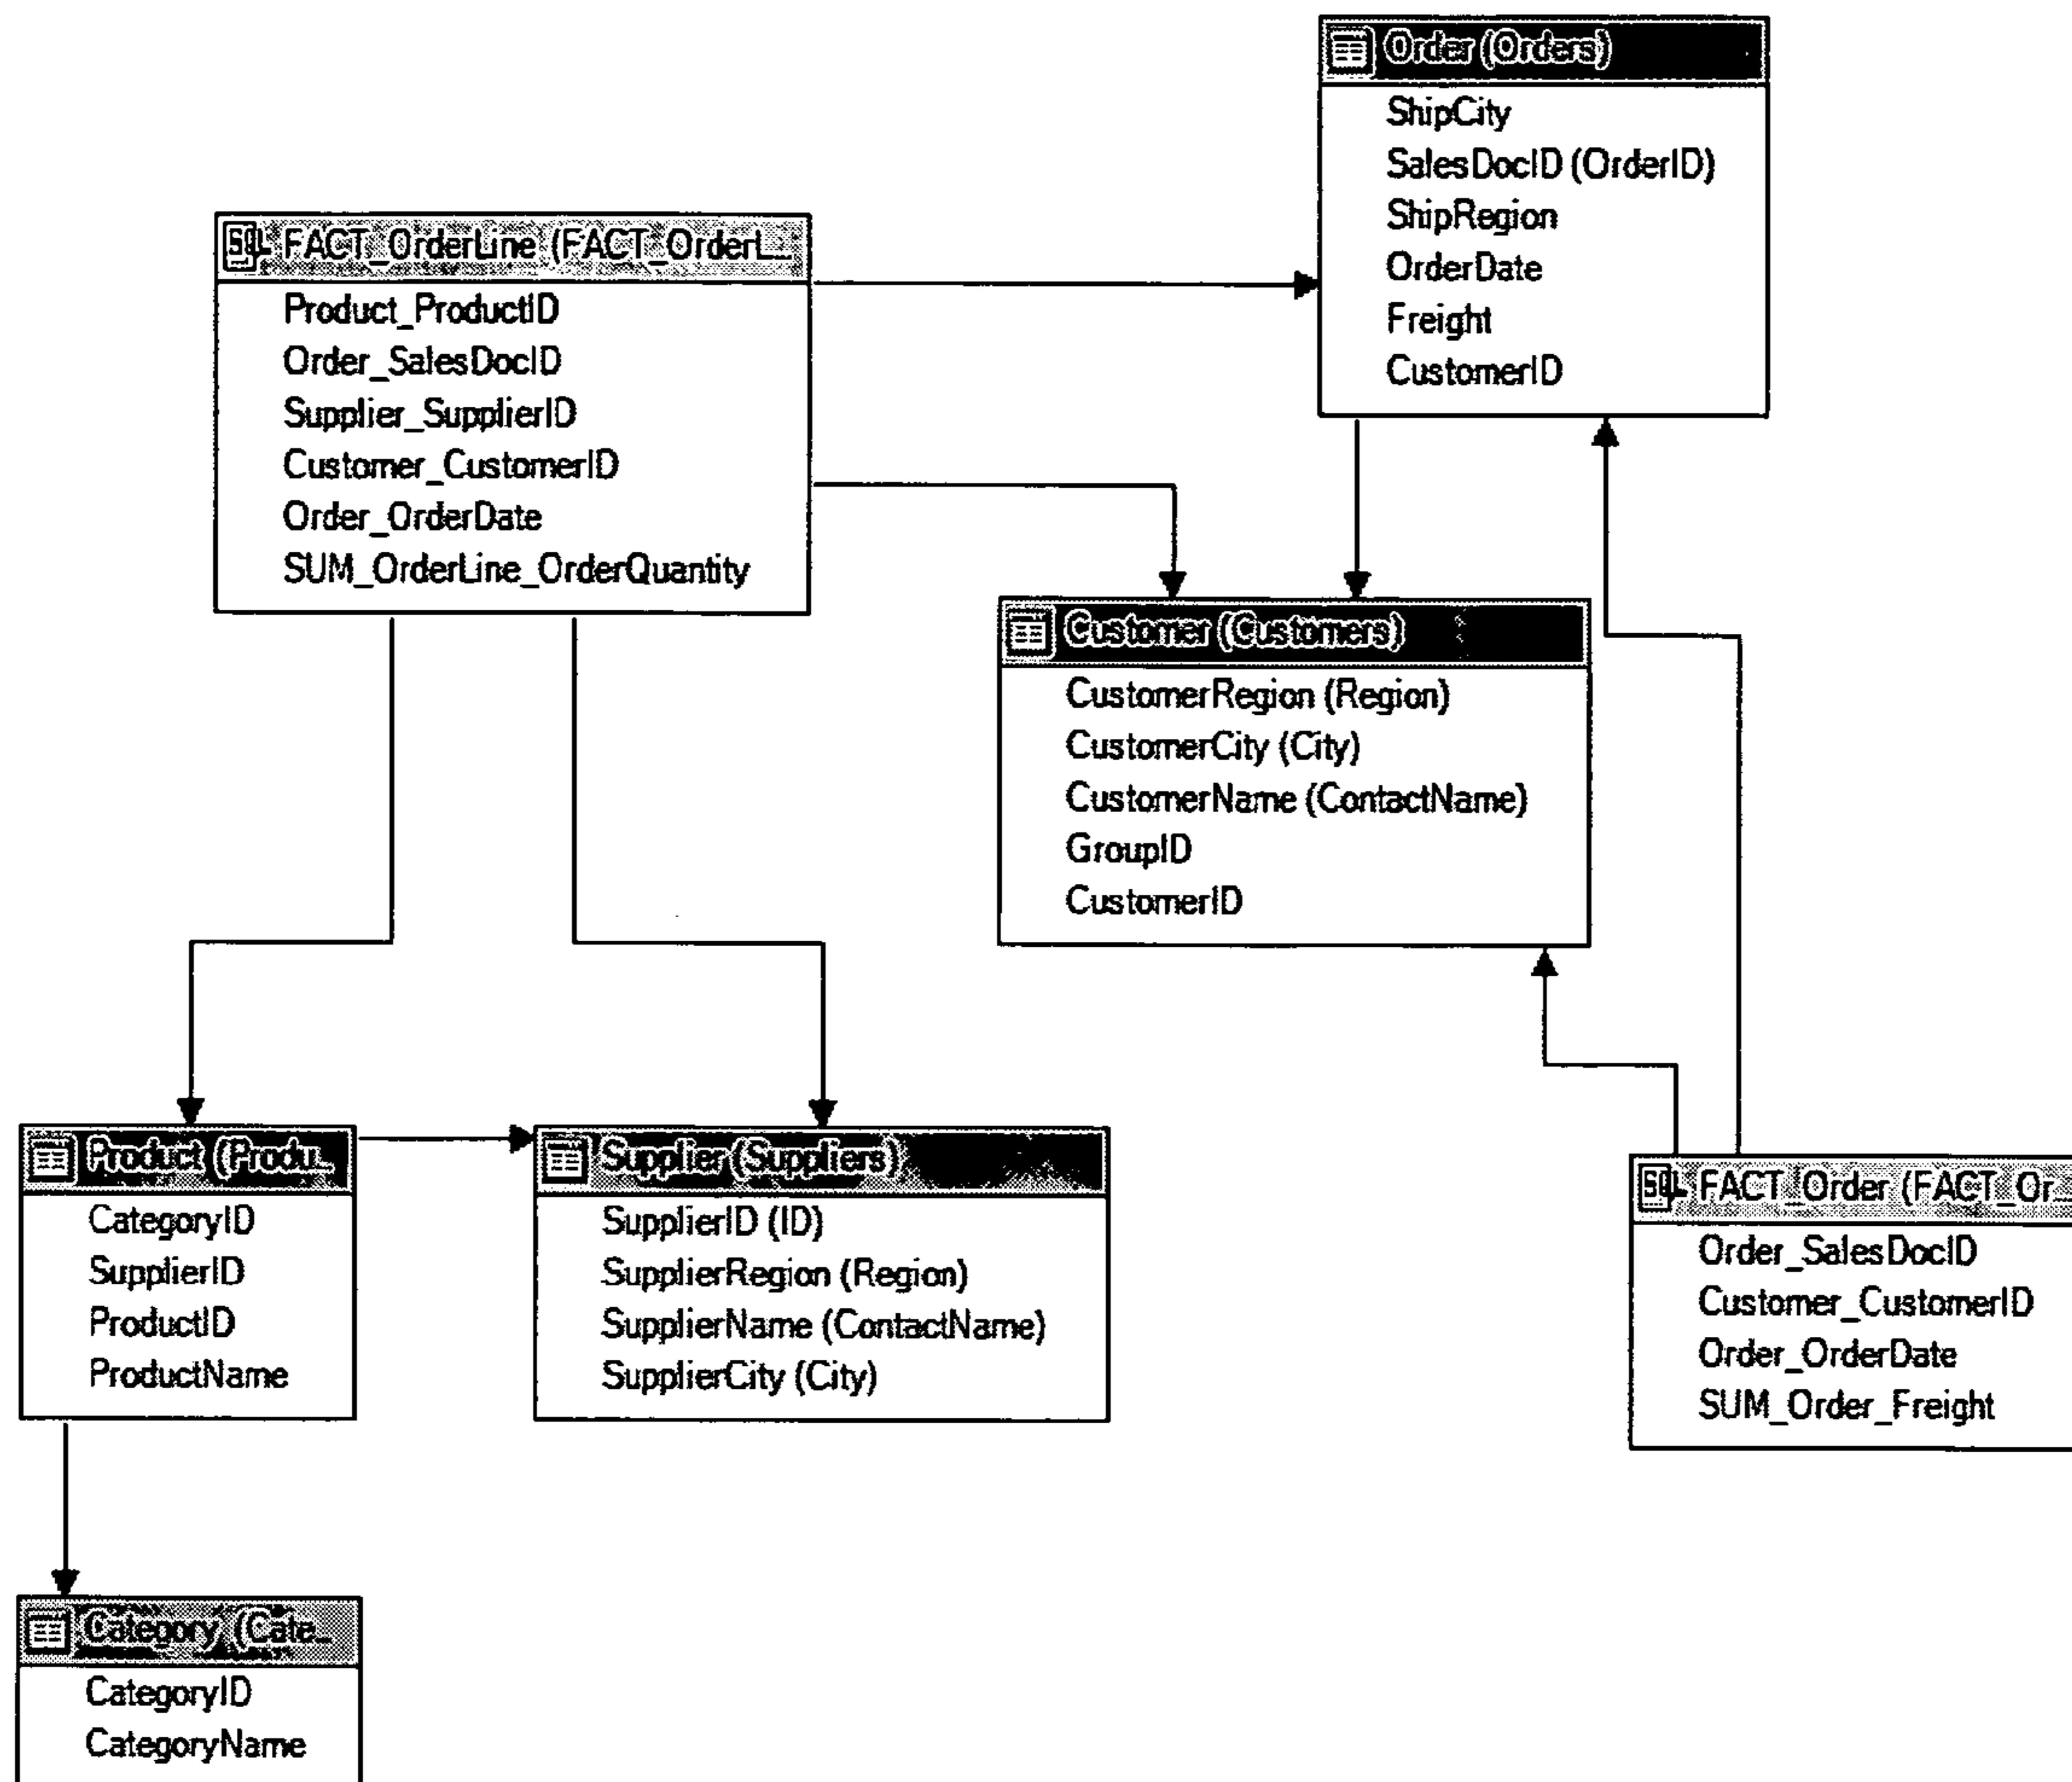 Order (Orders)
ShipCity
SalesDocID (OrderID)
ShipRegion
OrderDate
Freight
CustomerID
SQL FACT_OrderLine (FACT_OrderL...
Product_ProductID
Order_SalesDocID
Supplier_SupplierID
Customer_CustomerID
Order_OrderDate
SUM_OrderLine_OrderQuantity
Customer (Customers)
CustomerRegion (Region)
CustomerCity (City)
CustomerName (ContactName)
GroupID
CustomerID
Product (Produ...
CategoryID
SupplierID
ProductID
ProductName
Supplier (Suppliers)
SupplierID (ID)
SupplierRegion (Region)
SupplierName (ContactName)
SupplierCity (City)
SQL FACT_Order (FACT_Or...
Order_SalesDocID
Customer_CustomerID
Order_OrderDate
SUM_Order_Freight
Category (Cate...
CategoryID
CategoryName